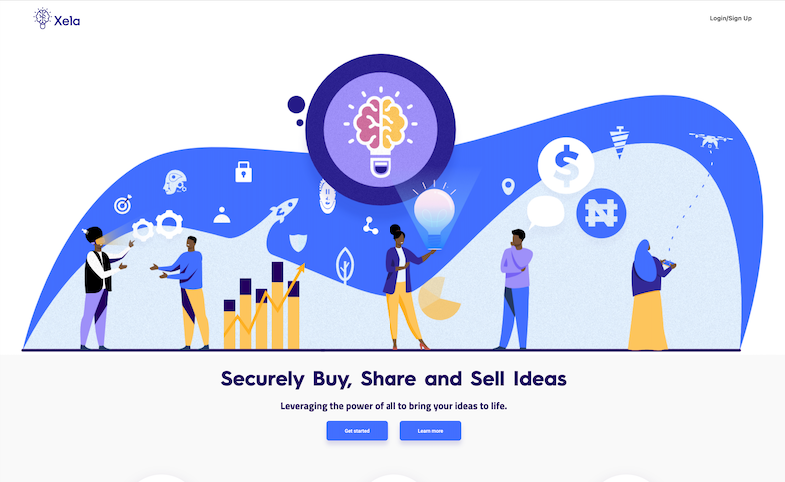 Xela
Login/Sign Up
$
₦
Securely Buy, Share and Sell Ideas
Leveraging the power of all to bring your ideas to life.
Get started
Learn more